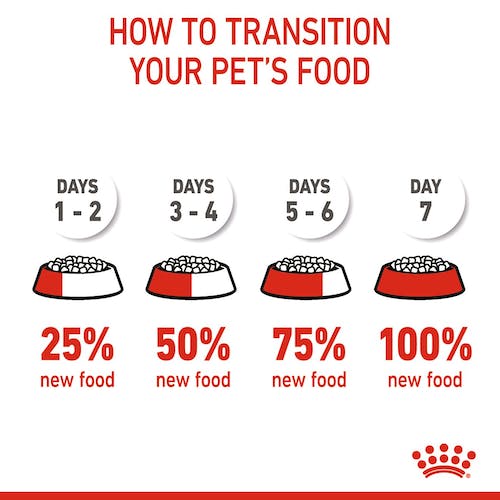 HOW TO TRANSITION
YOUR PET'S FOOD
DAYS
1 - 2
DAYS
3 - 4
DAYS
5 - 6
DAY
7
25%
new food
50%
new food
75%
new food
100%
new food